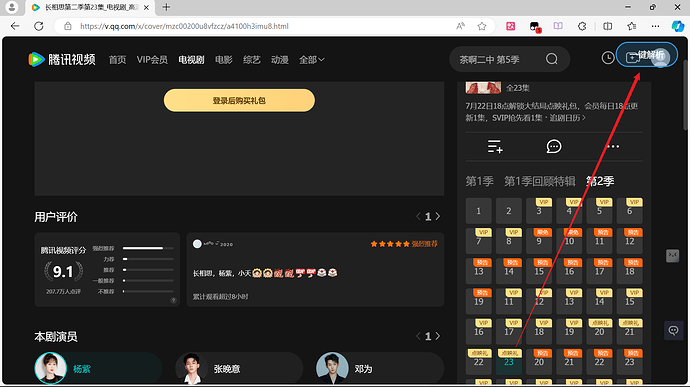 长相思第二季第23集_电视剧_高
https://v.qq.com/x/cover/mzc00200u8vfzcz/a4100h3imu8.html
腾讯视频 首页 VIP会员 电视剧 电影 综艺 动漫 全部 茶啊二中 第5季 一键解析
登录后购买礼包
全23集
7月22日18点解锁大结局点映礼包，会员每日18点更
新1集，SVIP抢先看1集 · 追剧日历 >
第1季 第1季回顾特辑 第2季
VIP VIP VIP VIP
1 2 3 4 5 6
VIP VIP 预告 预告 预告
7 8 9 10 11 12
预告 预告 预告 预告 预告 预告
13 14 15 16 17 18
预告 VIP VIP VIP VIP VIP
19 11 12 13 14 15
VIP VIP VIP VIP 点映礼 点映礼
16 17 18 19 20 21
点映礼 点映礼 预告 预告 预告 预告
22 23 20 21 22 23
用户评价 1
腾讯视频评分
9.1
207.7万人点评
强烈推荐
力荐
推荐
一般推荐
不推荐
2020 强烈推荐
长相思，杨紫，小夭
累计观看超过8小时
本剧演员 1
杨紫 张晚意 邓为